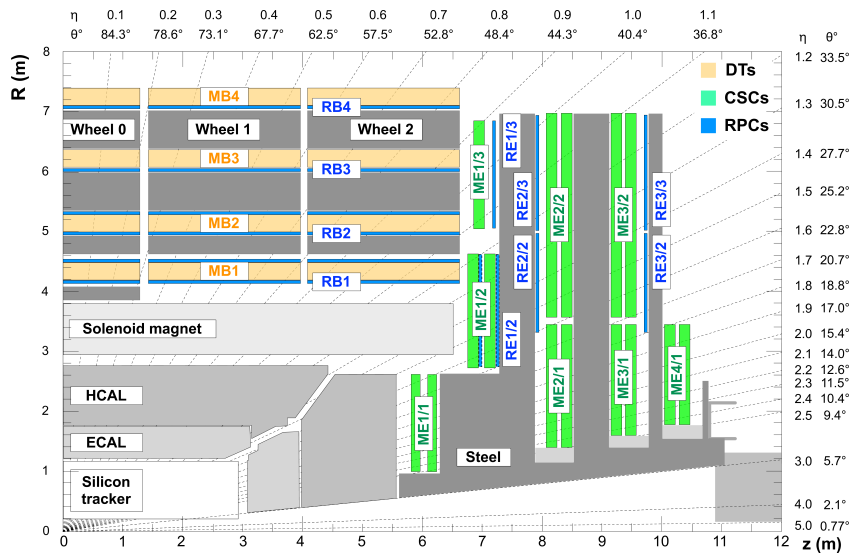 η 0.1 0.2 0.3 0.4 0.5 0.6 0.7 0.8 0.9 1.0 1.1
θ° 84.3° 78.6° 73.1° 67.7° 62.5° 57.5° 52.8° 48.4° 44.3° 40.4° 36.8° η θ°
R (m)
8
7
6
5
4
3
2
1
0
1.2 33.5°
1.3 30.5°
1.4 27.7°
1.5 25.2°
1.6 22.8°
1.7 20.7°
1.8 18.8°
1.9 17.0°
2.0 15.4°
2.1 14.0°
2.2 12.6°
2.3 11.5°
2.4 10.4°
2.5 9.4°
3.0 5.7°
4.0 2.1°
5.0 0.77°
DTs
CSCs
RPCs
MB4
RB4
Wheel 0 Wheel 1 Wheel 2
MB3
RB3
MB2
RB2
MB1
RB1
Solenoid magnet
HCAL
ECAL
Silicon
tracker
Steel
ME1/3
RE1/3
RE2/3
ME2/2
ME3/2
RE3/3
RE2/2
RE3/2
ME1/2
RE1/2
ME1/1
ME2/1
ME3/1
ME4/1
0 1 2 3 4 5 6 7 8 9 10 11 12
z (m)